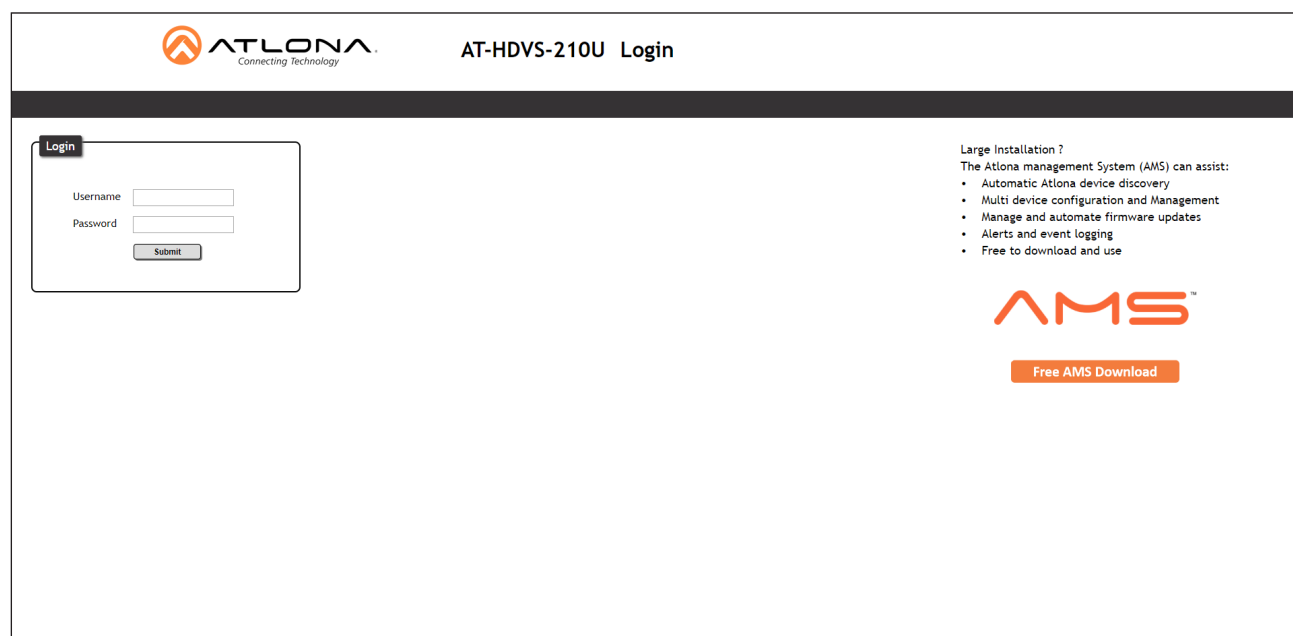 ATLONA.
Connecting Technology
AT-HDVS-210U Login
Login
Username
Password
Submit
Large Installation ?
The Atlona management System (AMS) can assist:
• Automatic Atlona device discovery
• Multi device configuration and Management
• Manage and automate firmware updates
• Alerts and event logging
• Free to download and use
AMS™
Free AMS Download